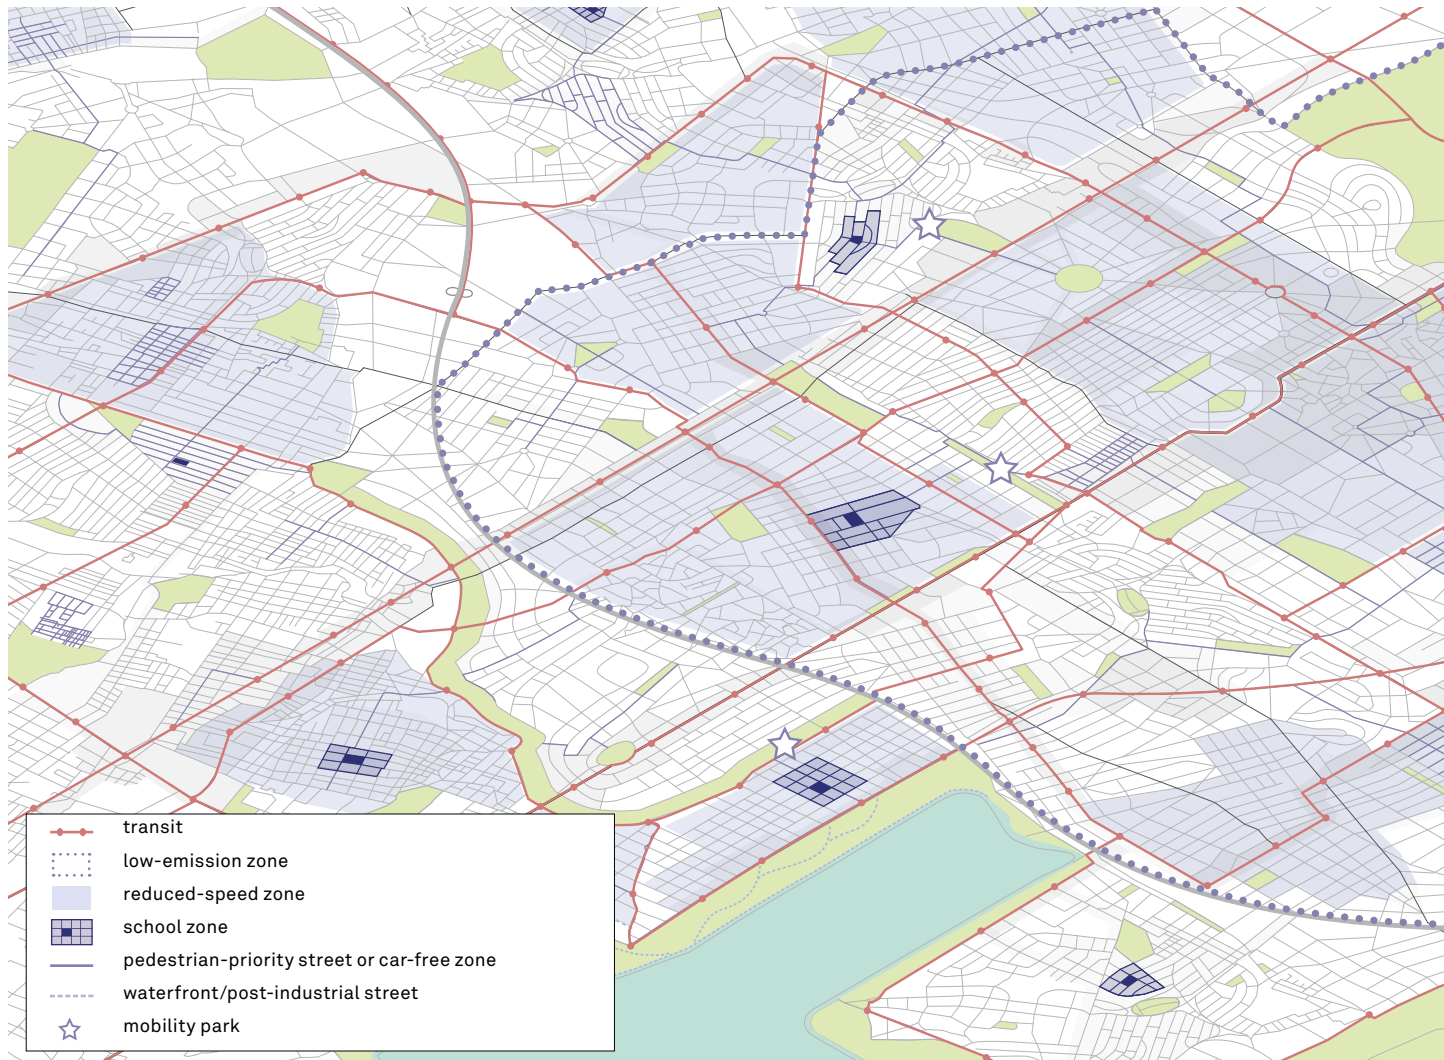 transit
low-emission zone
reduced-speed zone
school zone
pedestrian-priority street or car-free zone
waterfront/post-industrial street
mobility park